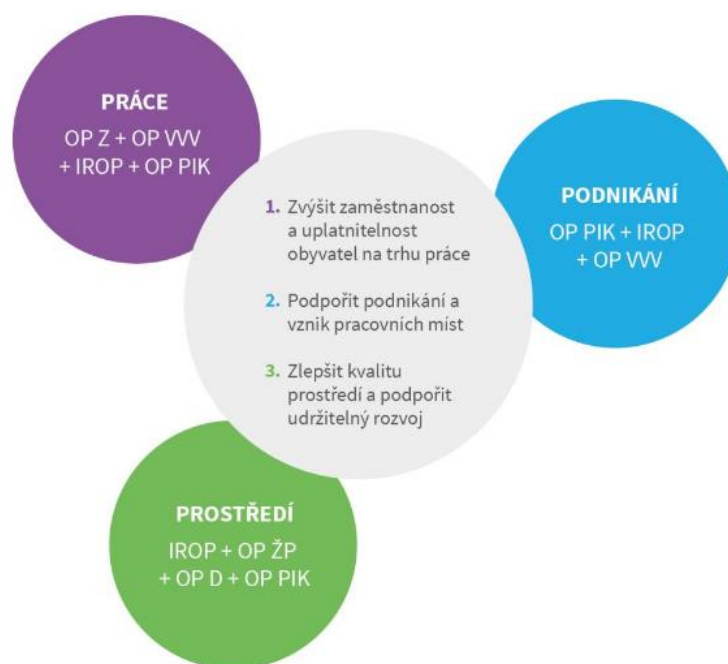 PRÁCE
OP Z + OP VVV
+ IROP + OP PIK
1. Zvýšit zaměstnanost
a uplatnitelnost
obyvatel na trhu práce
2. Podpořit podnikání a
vznik pracovních míst
3. Zlepšit kvalitu
prostředí a podpořit
udržitelný rozvoj
PODNIKÁNÍ
OP PIK + IROP
+ OP VVV
PROSTŘEDÍ
IROP + OP ŽP
+ OP D + OP PIK